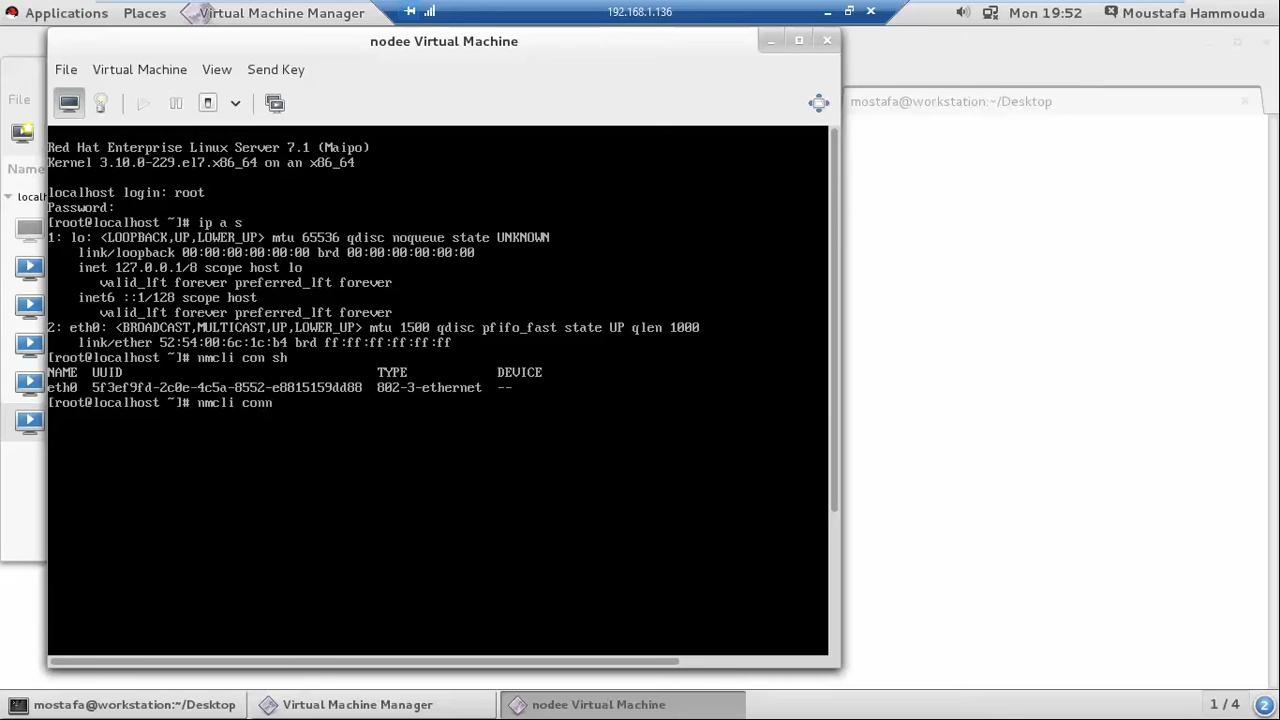 Applications Places Virtual Machine Manager 192.168.1.136 Mon 19:52 Moustafa Hammouda
nodee Virtual Machine
File Virtual Machine View Send Key
File
mostafa@workstation:~/Desktop
Name
local
Red Hat Enterprise Linux Server 7.1 (Maipo)
Kernel 3.10.0-229.el7.x86_64 on an x86_64
localhost login: root
Password:
[root@localhost ~]# ip a s
1: lo: <LOOPBACK,UP,LOWER_UP> mtu 65536 qdisc noqueue state UNKNOWN
link/loopback 00:00:00:00:00:00 brd 00:00:00:00:00:00
inet 127.0.0.1/8 scope host lo
valid_lft forever preferred_lft forever
inet6 ::1/128 scope host
valid_lft forever preferred_lft forever
2: eth0: <BROADCAST,MULTICAST,UP,LOWER_UP> mtu 1500 qdisc pfifo_fast state UP qlen 1000
link/ether 52:54:00:6c:1c:b4 brd ff:ff:ff:ff:ff:ff
[root@localhost ~]# nmcli con sh
NAME UUID TYPE DEVICE
eth0 5f3ef9fd-2c0e-4c5a-8552-e8815159dd88 802-3-ethernet --
[root@localhost ~]# nmcli conn
mostafa@workstation:~/Desktop Virtual Machine Manager nodee Virtual Machine 1 / 4 2